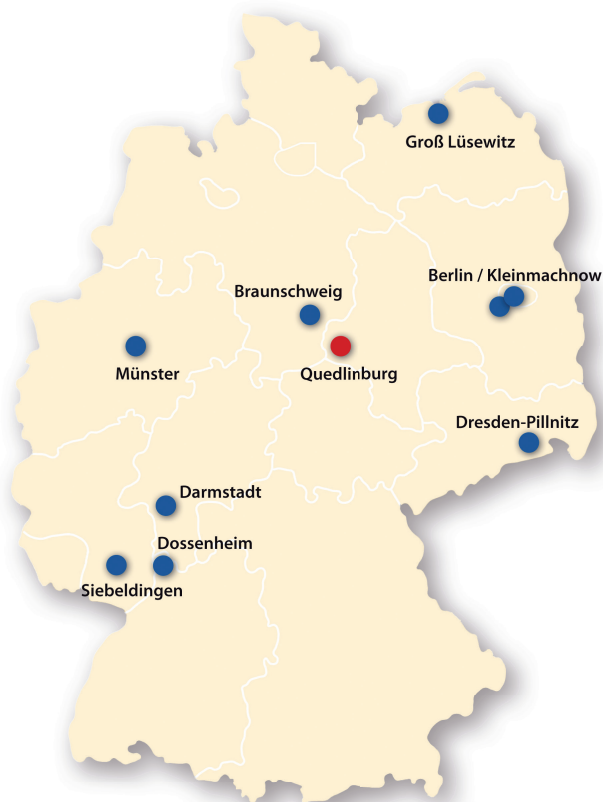 Groß Lüsewitz
Berlin / Kleinmachnow
Braunschweig
Münster
Quedlinburg
Dresden-Pillnitz
Darmstadt
Dossenheim
Siebeldingen